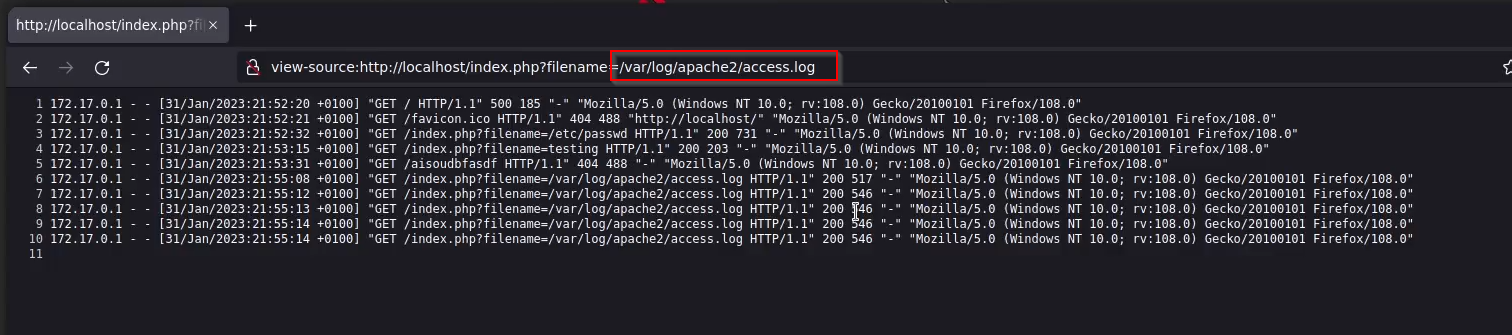 http://localhost/index.php?fi
view-source:http://localhost/index.php?filename=/var/log/apache2/access.log
1 172.17.0.1 - - [31/Jan/2023:21:52:20 +0100] "GET / HTTP/1.1" 500 185 "-" "Mozilla/5.0 (Windows NT 10.0; rv:108.0) Gecko/20100101 Firefox/108.0"
2 172.17.0.1 - - [31/Jan/2023:21:52:21 +0100] "GET /favicon.ico HTTP/1.1" 404 488 "http://localhost/" "Mozilla/5.0 (Windows NT 10.0; rv:108.0) Gecko/20100101 Firefox/108.0"
3 172.17.0.1 - - [31/Jan/2023:21:52:32 +0100] "GET /index.php?filename=/etc/passwd HTTP/1.1" 200 731 "-" "Mozilla/5.0 (Windows NT 10.0; rv:108.0) Gecko/20100101 Firefox/108.0"
4 172.17.0.1 - - [31/Jan/2023:21:53:15 +0100] "GET /index.php?filename=testing HTTP/1.1" 200 203 "-" "Mozilla/5.0 (Windows NT 10.0; rv:108.0) Gecko/20100101 Firefox/108.0"
5 172.17.0.1 - - [31/Jan/2023:21:53:31 +0100] "GET /aisoudbfasdf HTTP/1.1" 404 488 "-" "Mozilla/5.0 (Windows NT 10.0; rv:108.0) Gecko/20100101 Firefox/108.0"
6 172.17.0.1 - - [31/Jan/2023:21:55:08 +0100] "GET /index.php?filename=/var/log/apache2/access.log HTTP/1.1" 200 517 "-" "Mozilla/5.0 (Windows NT 10.0; rv:108.0) Gecko/20100101 Firefox/108.0"
7 172.17.0.1 - - [31/Jan/2023:21:55:12 +0100] "GET /index.php?filename=/var/log/apache2/access.log HTTP/1.1" 200 546 "-" "Mozilla/5.0 (Windows NT 10.0; rv:108.0) Gecko/20100101 Firefox/108.0"
8 172.17.0.1 - - [31/Jan/2023:21:55:13 +0100] "GET /index.php?filename=/var/log/apache2/access.log HTTP/1.1" 200 546 "-" "Mozilla/5.0 (Windows NT 10.0; rv:108.0) Gecko/20100101 Firefox/108.0"
9 172.17.0.1 - - [31/Jan/2023:21:55:14 +0100] "GET /index.php?filename=/var/log/apache2/access.log HTTP/1.1" 200 546 "-" "Mozilla/5.0 (Windows NT 10.0; rv:108.0) Gecko/20100101 Firefox/108.0"
10 172.17.0.1 - - [31/Jan/2023:21:55:14 +0100] "GET /index.php?filename=/var/log/apache2/access.log HTTP/1.1" 200 546 "-" "Mozilla/5.0 (Windows NT 10.0; rv:108.0) Gecko/20100101 Firefox/108.0"
11